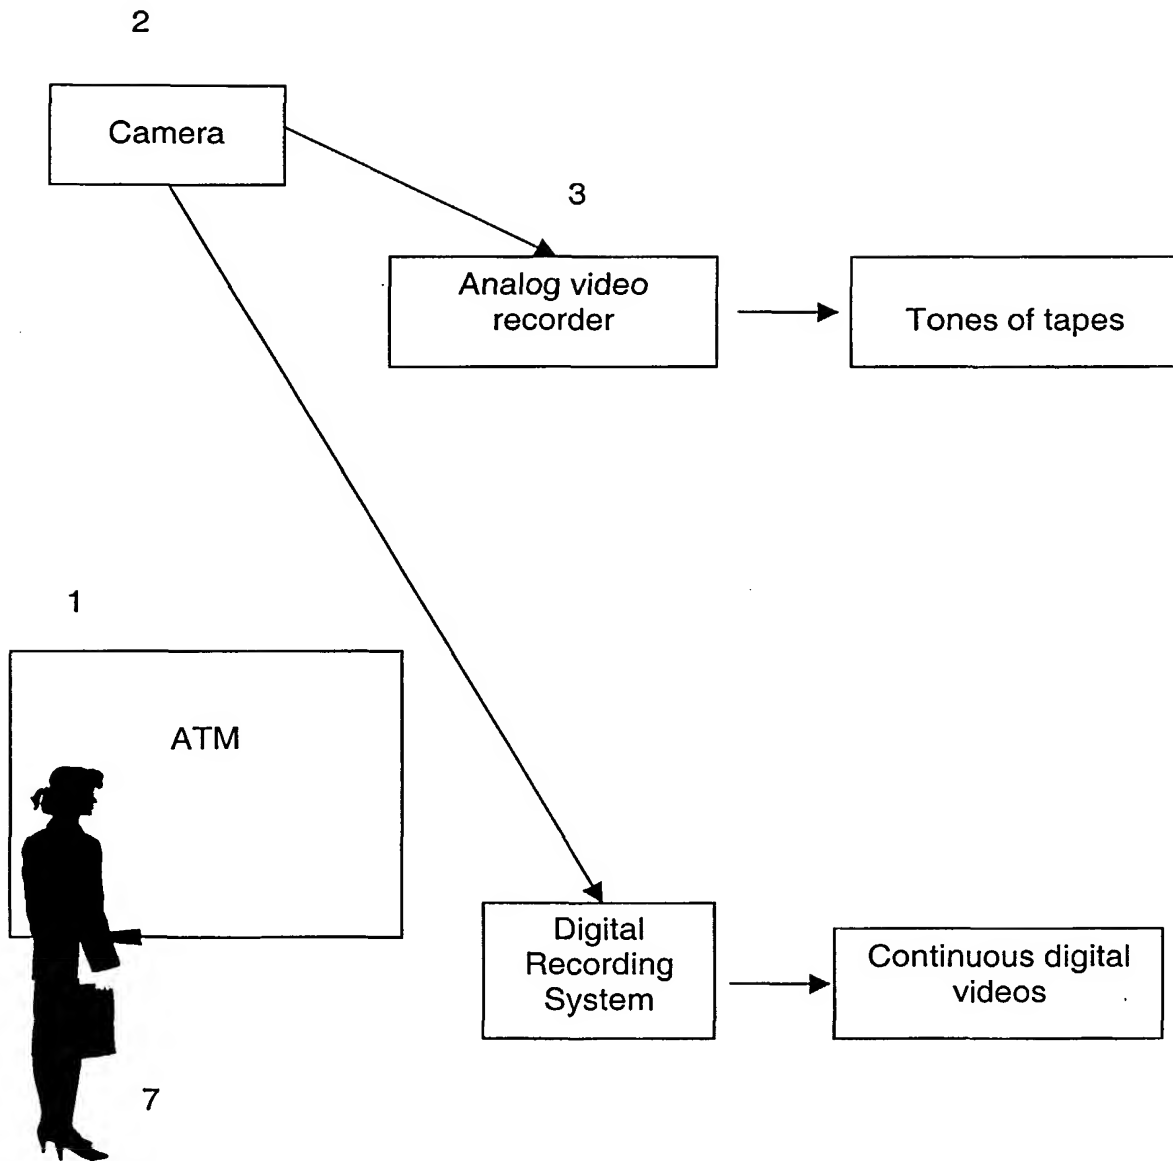 2
Camera
3
Analog video
recorder
Tones of tapes
1
ATM
Digital
Recording
System
Continuous digital
videos
7